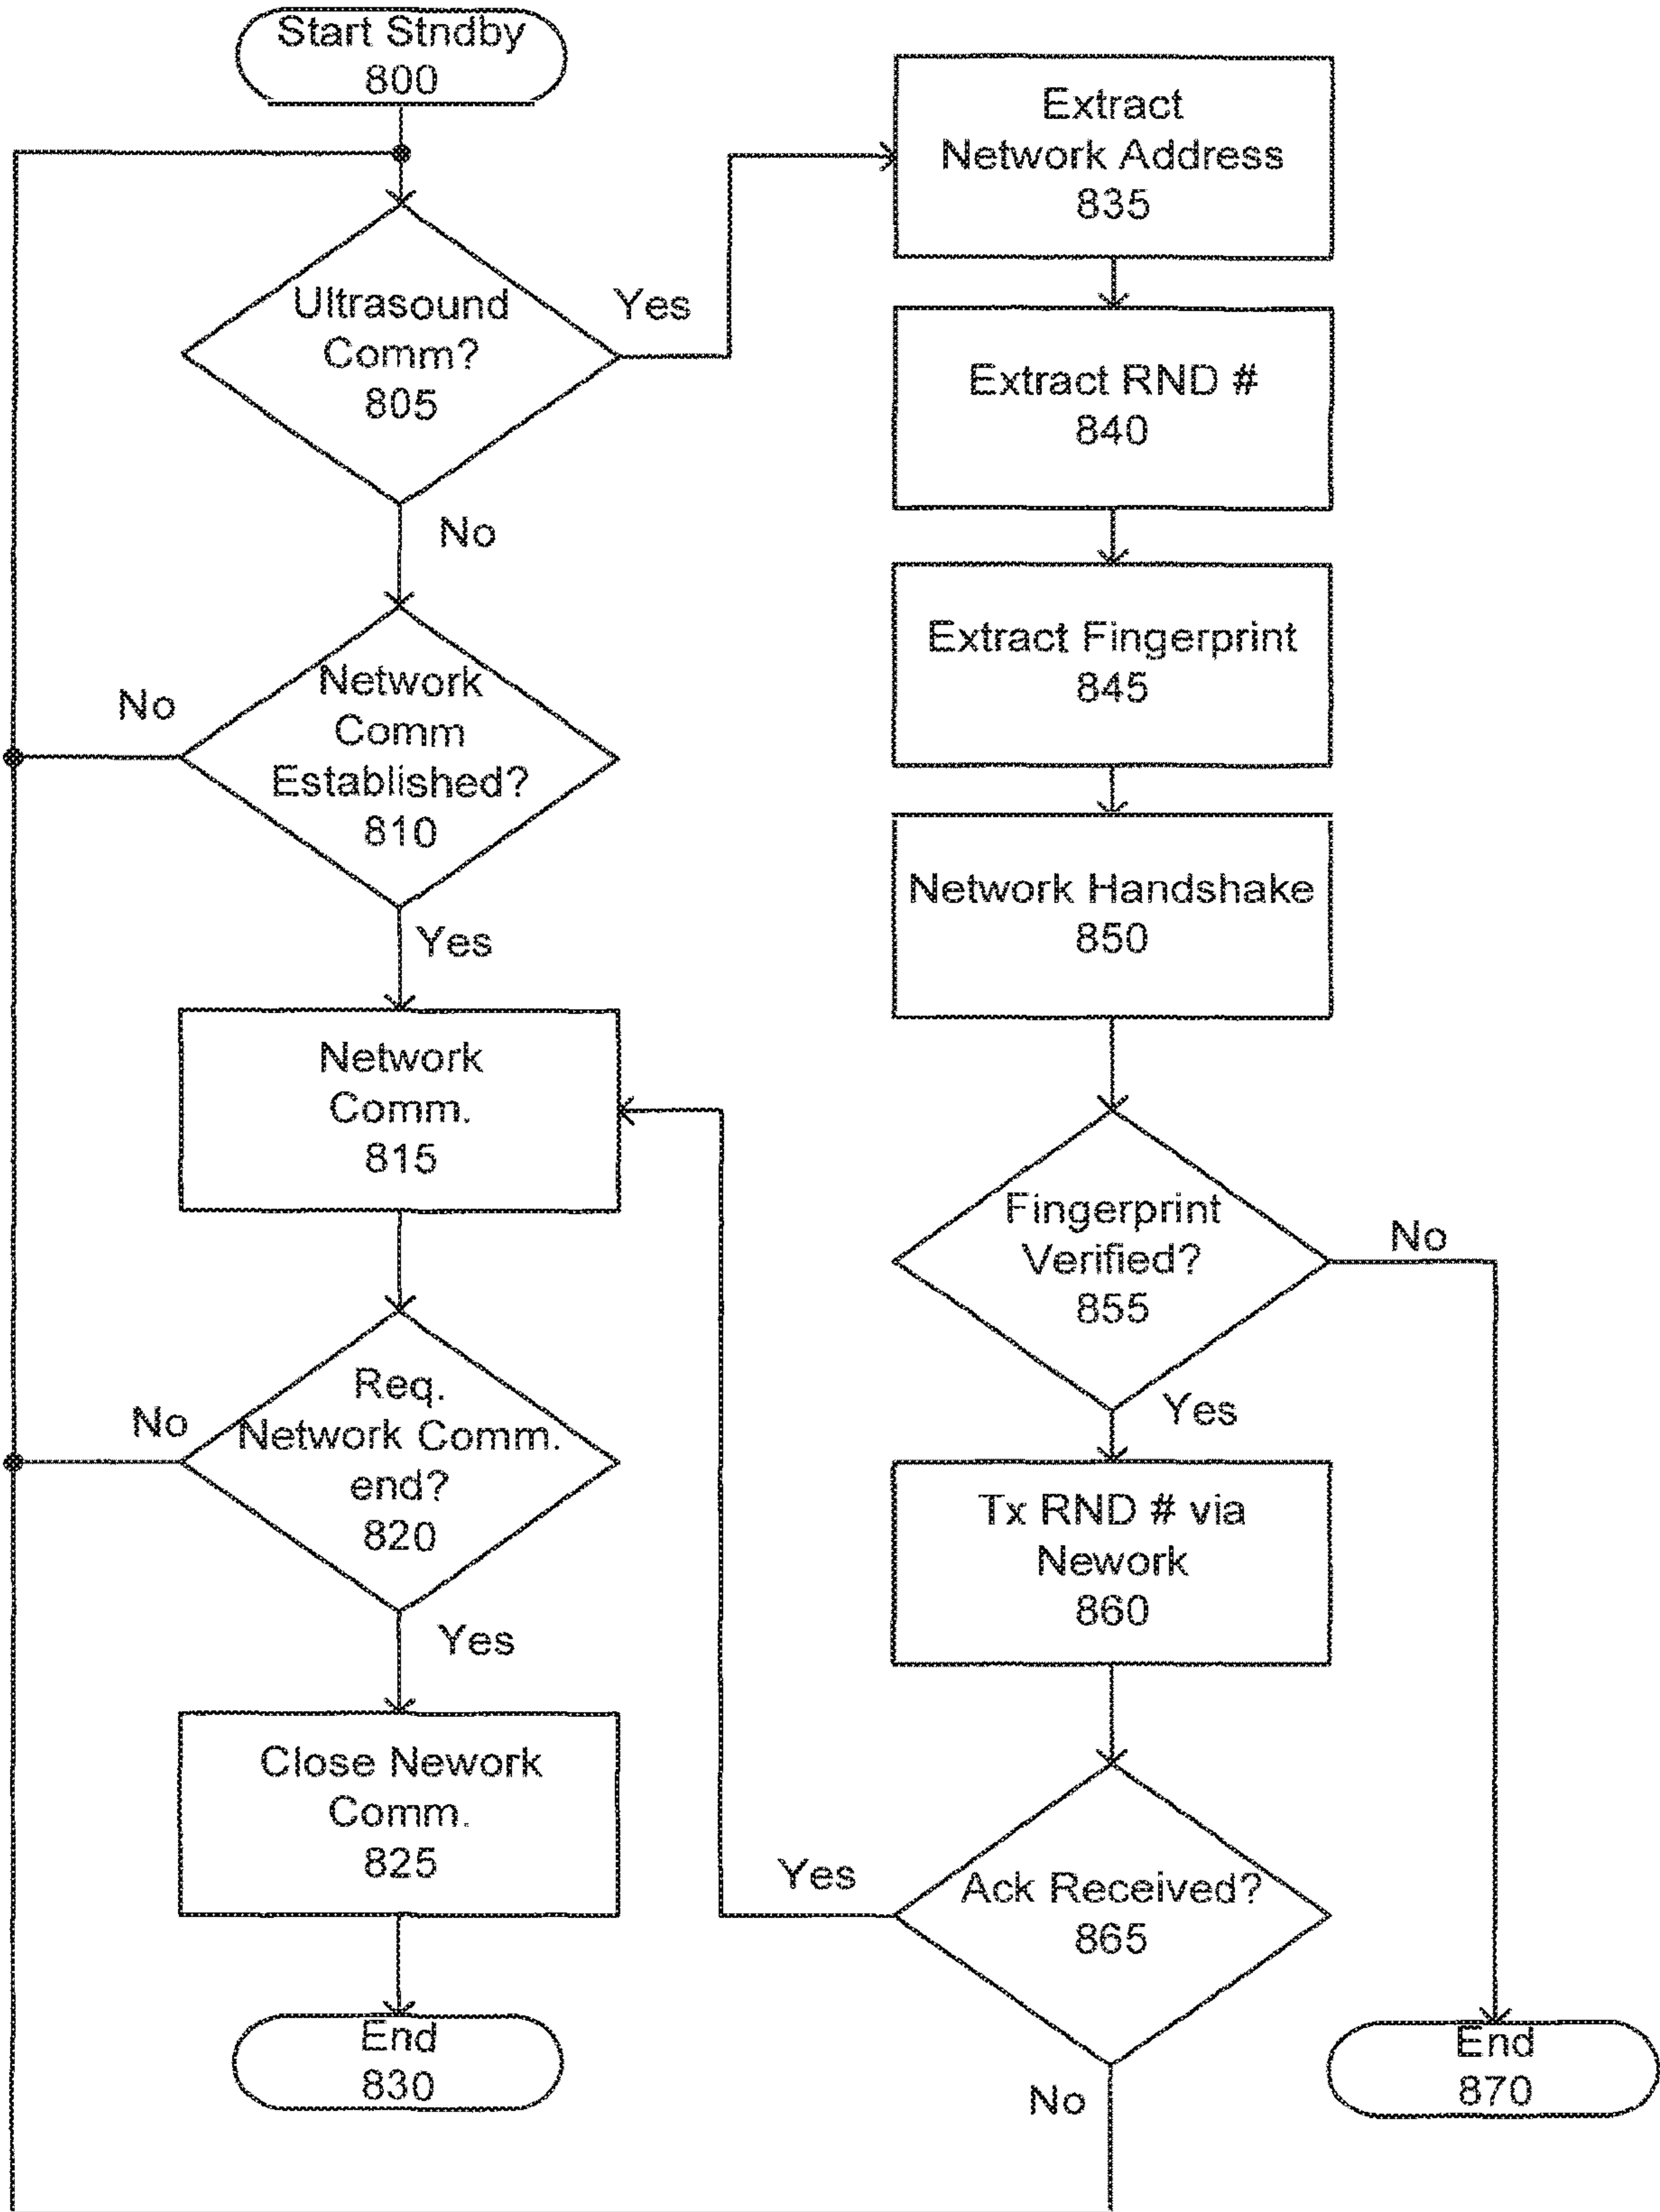 Start Stndby
800
Ultrasound
Comm?
805
Yes
No
Network
Comm
Established?
810
No
Yes
Network
Comm.
815
Req.
Network Comm.
end?
820
No
Yes
Close Nework
Comm.
825
End
830
Extract
Network Address
835
Extract RND #
840
Extract Fingerprint
845
Network Handshake
850
Fingerprint
Verified?
855
No
Yes
Tx RND # via
Nework
860
Ack Received?
865
Yes
No
End
870